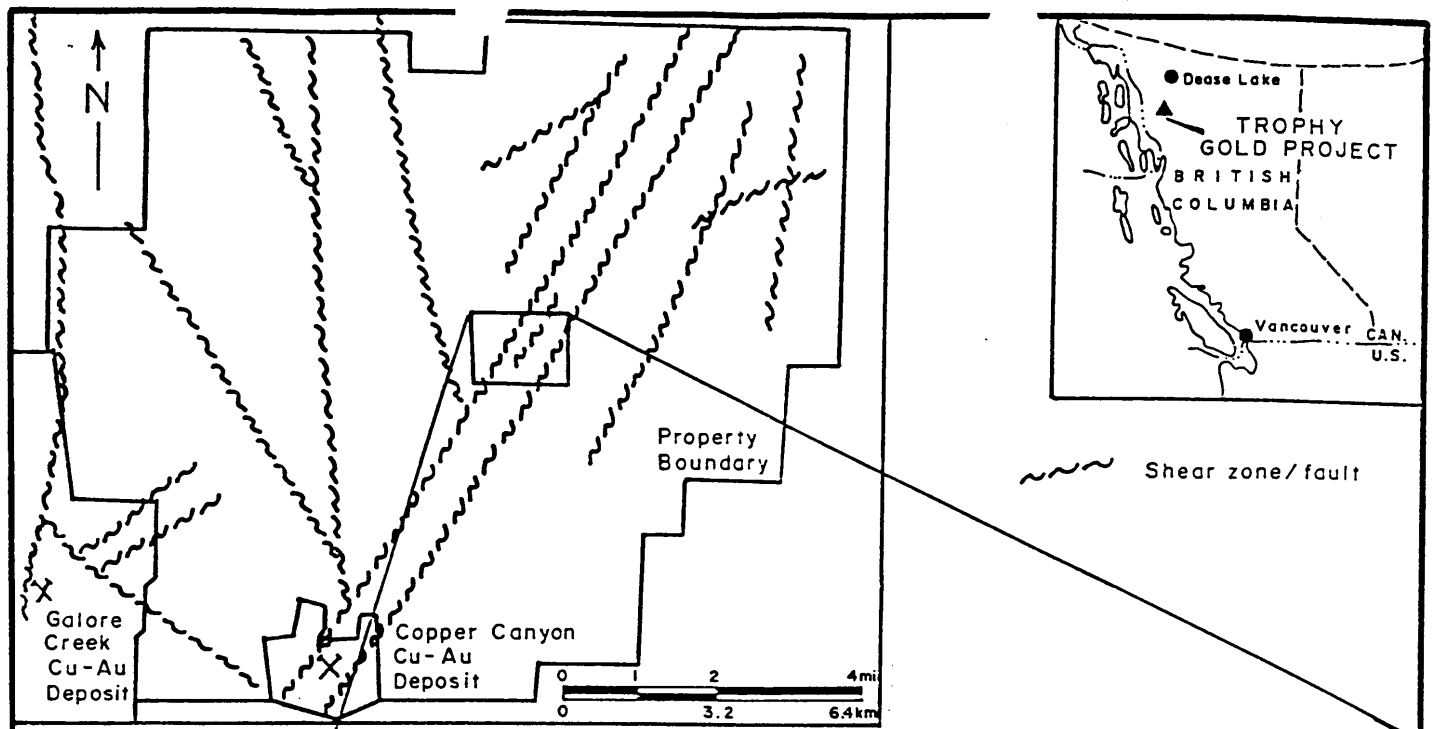 N
Dease Lake
TROPHY
GOLD PROJECT
BRITISH
COLUMBIA
Vancouver
CAN.
U.S.
Property
Boundary
Shear zone/fault
Galore
Creek
Cu-Au
Deposit
Copper Canyon
Cu-Au
Deposit
0 1 2 4mi
0 3.2 6.4km